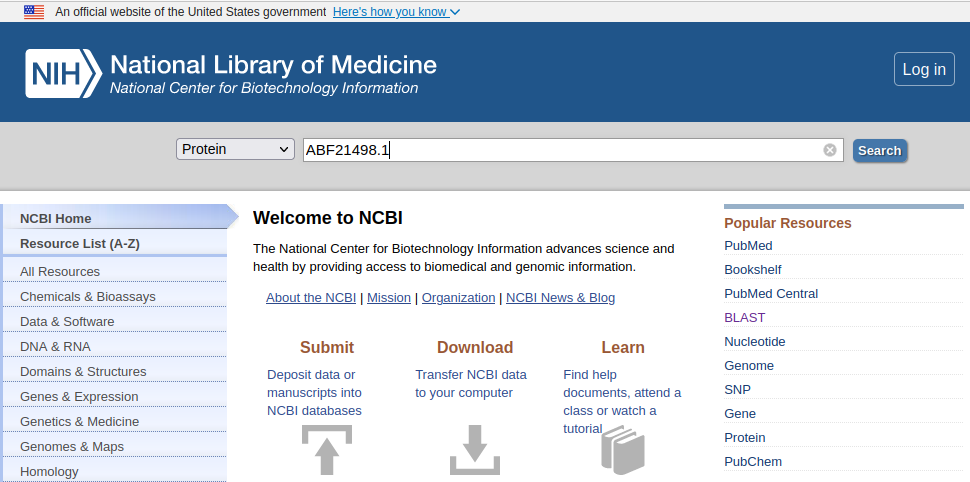 An official website of the United States government Here's how you know
NIH National Library of Medicine
National Center for Biotechnology Information
Log in
Protein ABF21498.1 Search
NCBI Home
Resource List (A-Z)
All Resources
Chemicals & Bioassays
Data & Software
DNA & RNA
Domains & Structures
Genes & Expression
Genetics & Medicine
Genomes & Maps
Homology
Welcome to NCBI
The National Center for Biotechnology Information advances science and
health by providing access to biomedical and genomic information.
About the NCBI | Mission | Organization | NCBI News & Blog
Submit
Deposit data or
manuscripts into
NCBI databases
Download
Transfer NCBI data
to your computer
Learn
Find help
documents, attend a
class or watch a
tutorial
Popular Resources
PubMed
Bookshelf
PubMed Central
BLAST
Nucleotide
Genome
SNP
Gene
Protein
PubChem